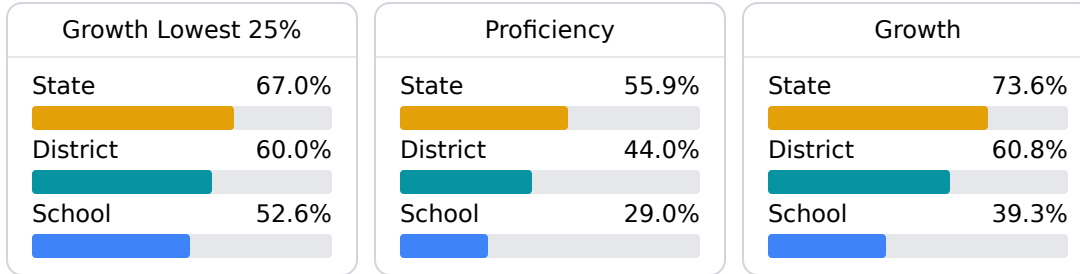 Growth Lowest 25%
State 67.0%
District 60.0%
School 52.6%
Proficiency
State 55.9%
District 44.0%
School 29.0%
Growth
State 73.6%
District 60.8%
School 39.3%